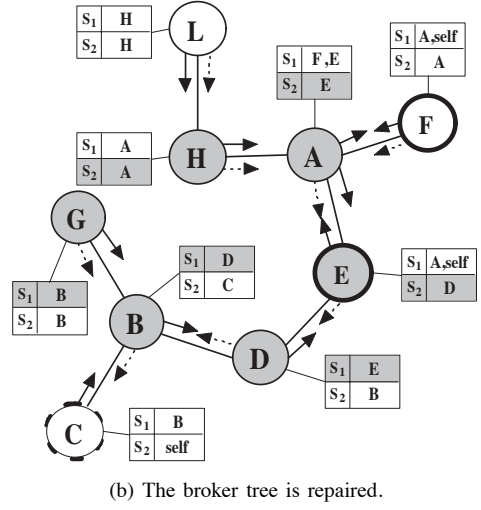 S1 H
S2 H
L
S1 F,E
S2 E
S1 A,self
S2 A
F
S1 A
S2 A
H
A
G
S1 D
S2 C
S1 A,self
S2 D
E
S1 B
S2 B
B
D
S1 E
S2 B
C
S1 B
S2 self
(b) The broker tree is repaired.